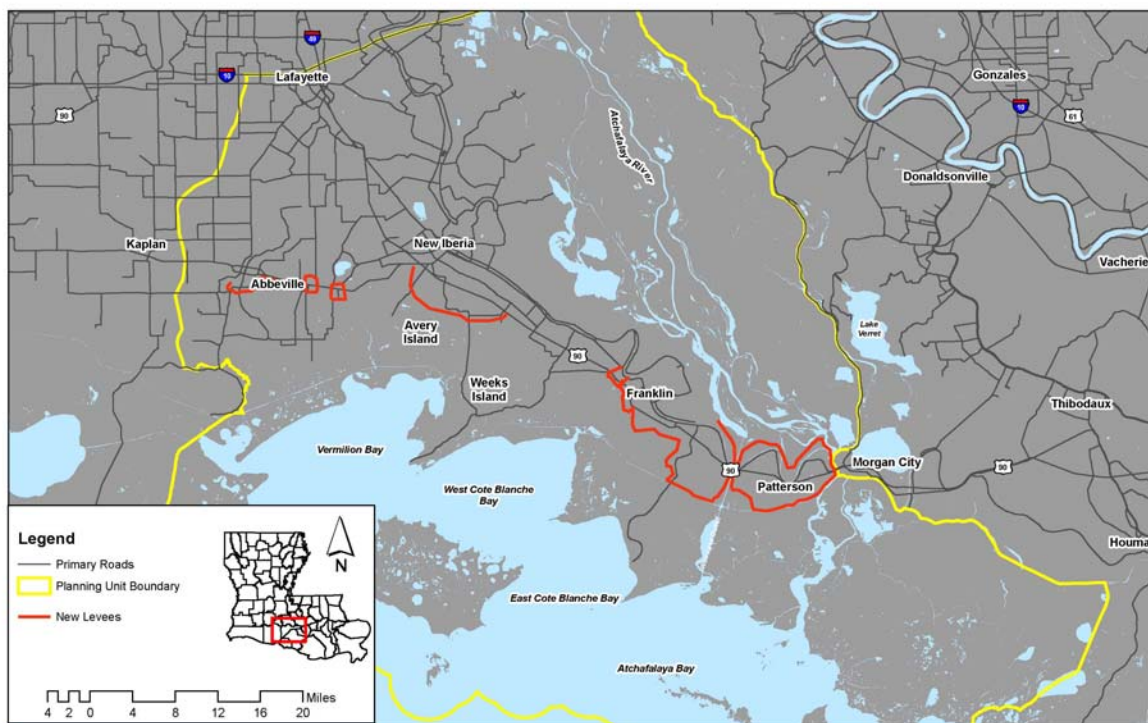 49
Lafayette
10
Gonzales
10
90
61
Atchafalaya River
Donaldsonville
Kaplan
New Iberia
Vacherie
Abbeville
Avery
Island
Lake
Verret
90
Weeks
Island
Franklin
Thibodaux
Vermilion Bay
Morgan City
90
90
Patterson
West Cote Blanche
Bay
Houma
East Cote Blanche Bay
Atchafalaya Bay
Legend
Primary Roads
Planning Unit Boundary
New Levees
N
4 2 0 4 8 12 16 20 Miles